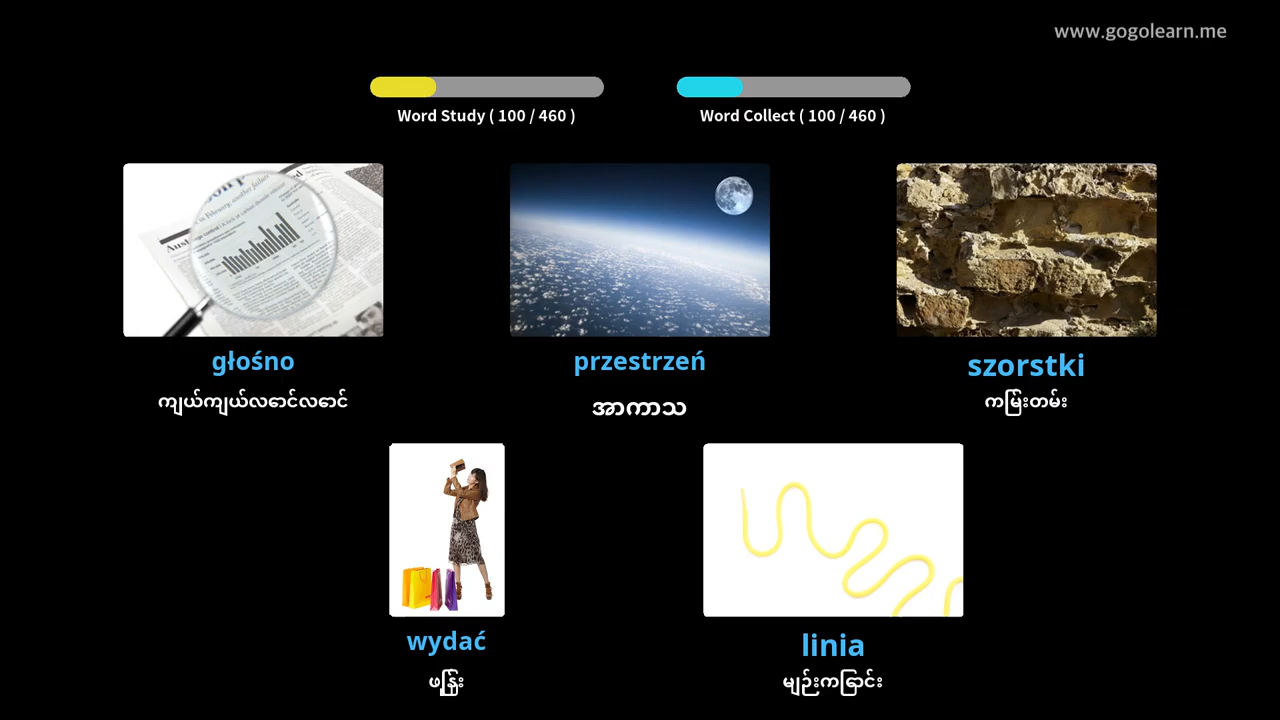 www.gogolearn.me
Word Study ( 100 / 460 )
Word Collect ( 100 / 460 )
głośno
ကျယ်ကျယ်လောင်လောင်
przestrzeń
အာကာသ
szorstki
ကြမ်းတမ်း
wydać
ဖြုန်း
linia
မျဉ်းကြောင်း